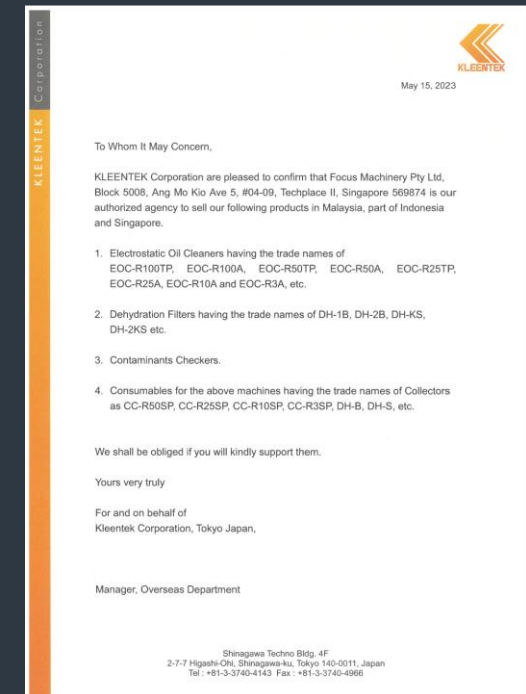 KLEENTEK Corporation
KLEENTEK
May 15, 2023
To Whom It May Concern,
KLEENTEK Corporation are pleased to confirm that Focus Machinery Pty Ltd,
Block 5008, Ang Mo Kio Ave 5, #04-09, Techplace II, Singapore 569874 is our
authorized agency to sell our following products in Malaysia, part of Indonesia
and Singapore.
1. Electrostatic Oil Cleaners having the trade names of
EOC-R100TP, EOC-R100A, EOC-R50TP, EOC-R50A, EOC-R25TP,
EOC-R25A, EOC-R10A and EOC-R3A, etc.
2. Dehydration Filters having the trade names of DH-1B, DH-2B, DH-KS,
DH-2KS etc.
3. Contaminants Checkers.
4. Consumables for the above machines having the trade names of Collectors
as CC-R50SP, CC-R25SP, CC-R10SP, CC-R3SP, DH-B, DH-S, etc.
We shall be obliged if you will kindly support them.
Yours very truly
For and on behalf of
Kleentek Corporation, Tokyo Japan,
Manager, Overseas Department
Shinagawa Techno Bldg. 4F
2-7-7 Higashi-Ohi, Shinagawa-ku, Tokyo 140-0011, Japan
Tel : +81-3-3740-4143 Fax : +81-3-3740-4966